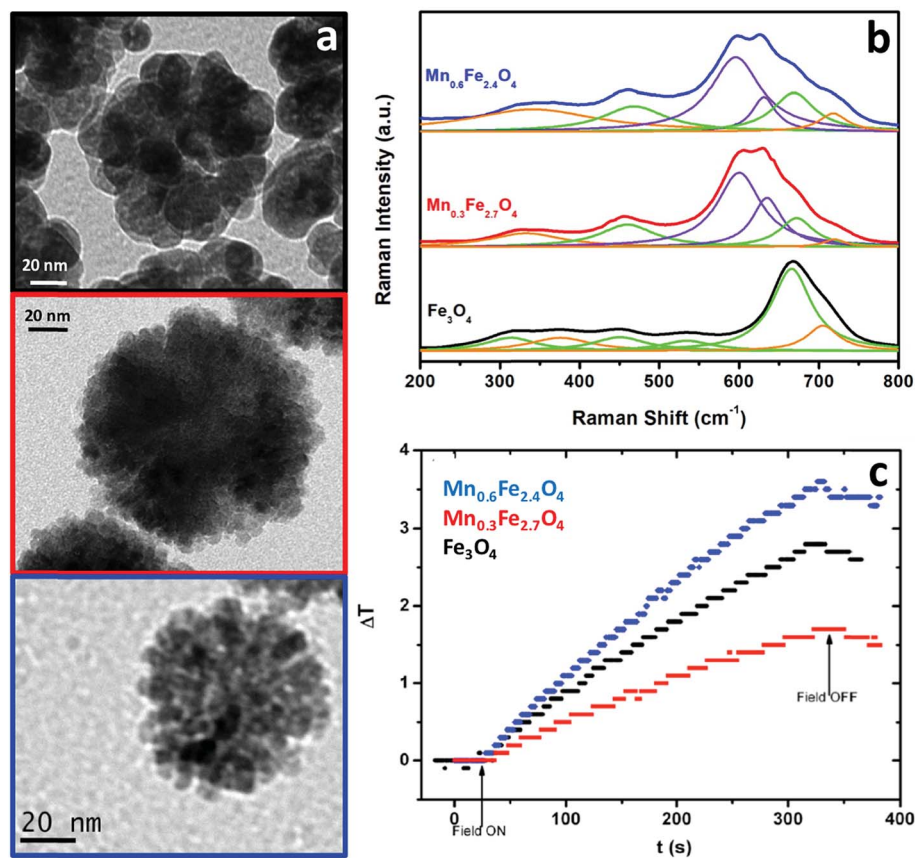 a
20 nm
20 nm
20 nm
b
Mn₀.₆Fe₂.₄O₄
Mn₀.₃Fe₂.₇O₄
Fe₃O₄
Raman Intensity (a.u.)
200 300 400 500 600 700 800
Raman Shift (cm⁻¹)
c
Mn₀.₆Fe₂.₄O₄
Mn₀.₃Fe₂.₇O₄
Fe₃O₄
4
3
2
1
0
ΔT
Field OFF
Field ON
0 100 200 300 400
t (s)